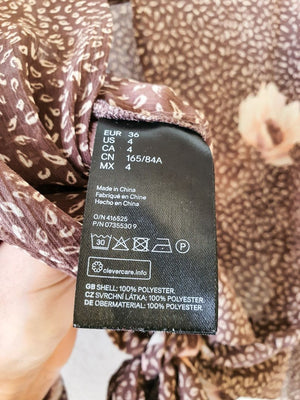 EUR 36
US 4
CA 4
CN 165/84A
MX 4
Made in China
Fabriqué en Chine
Hecho en China
O/N 416525
P/N 0735530 9
30 P
clevercare.info
GB SHELL: 100% POLYESTER.
CZ SVRCHNÍ LÁTKA: 100% POLYESTER.
DE OBERMATERIAL: 100% POLYESTER.